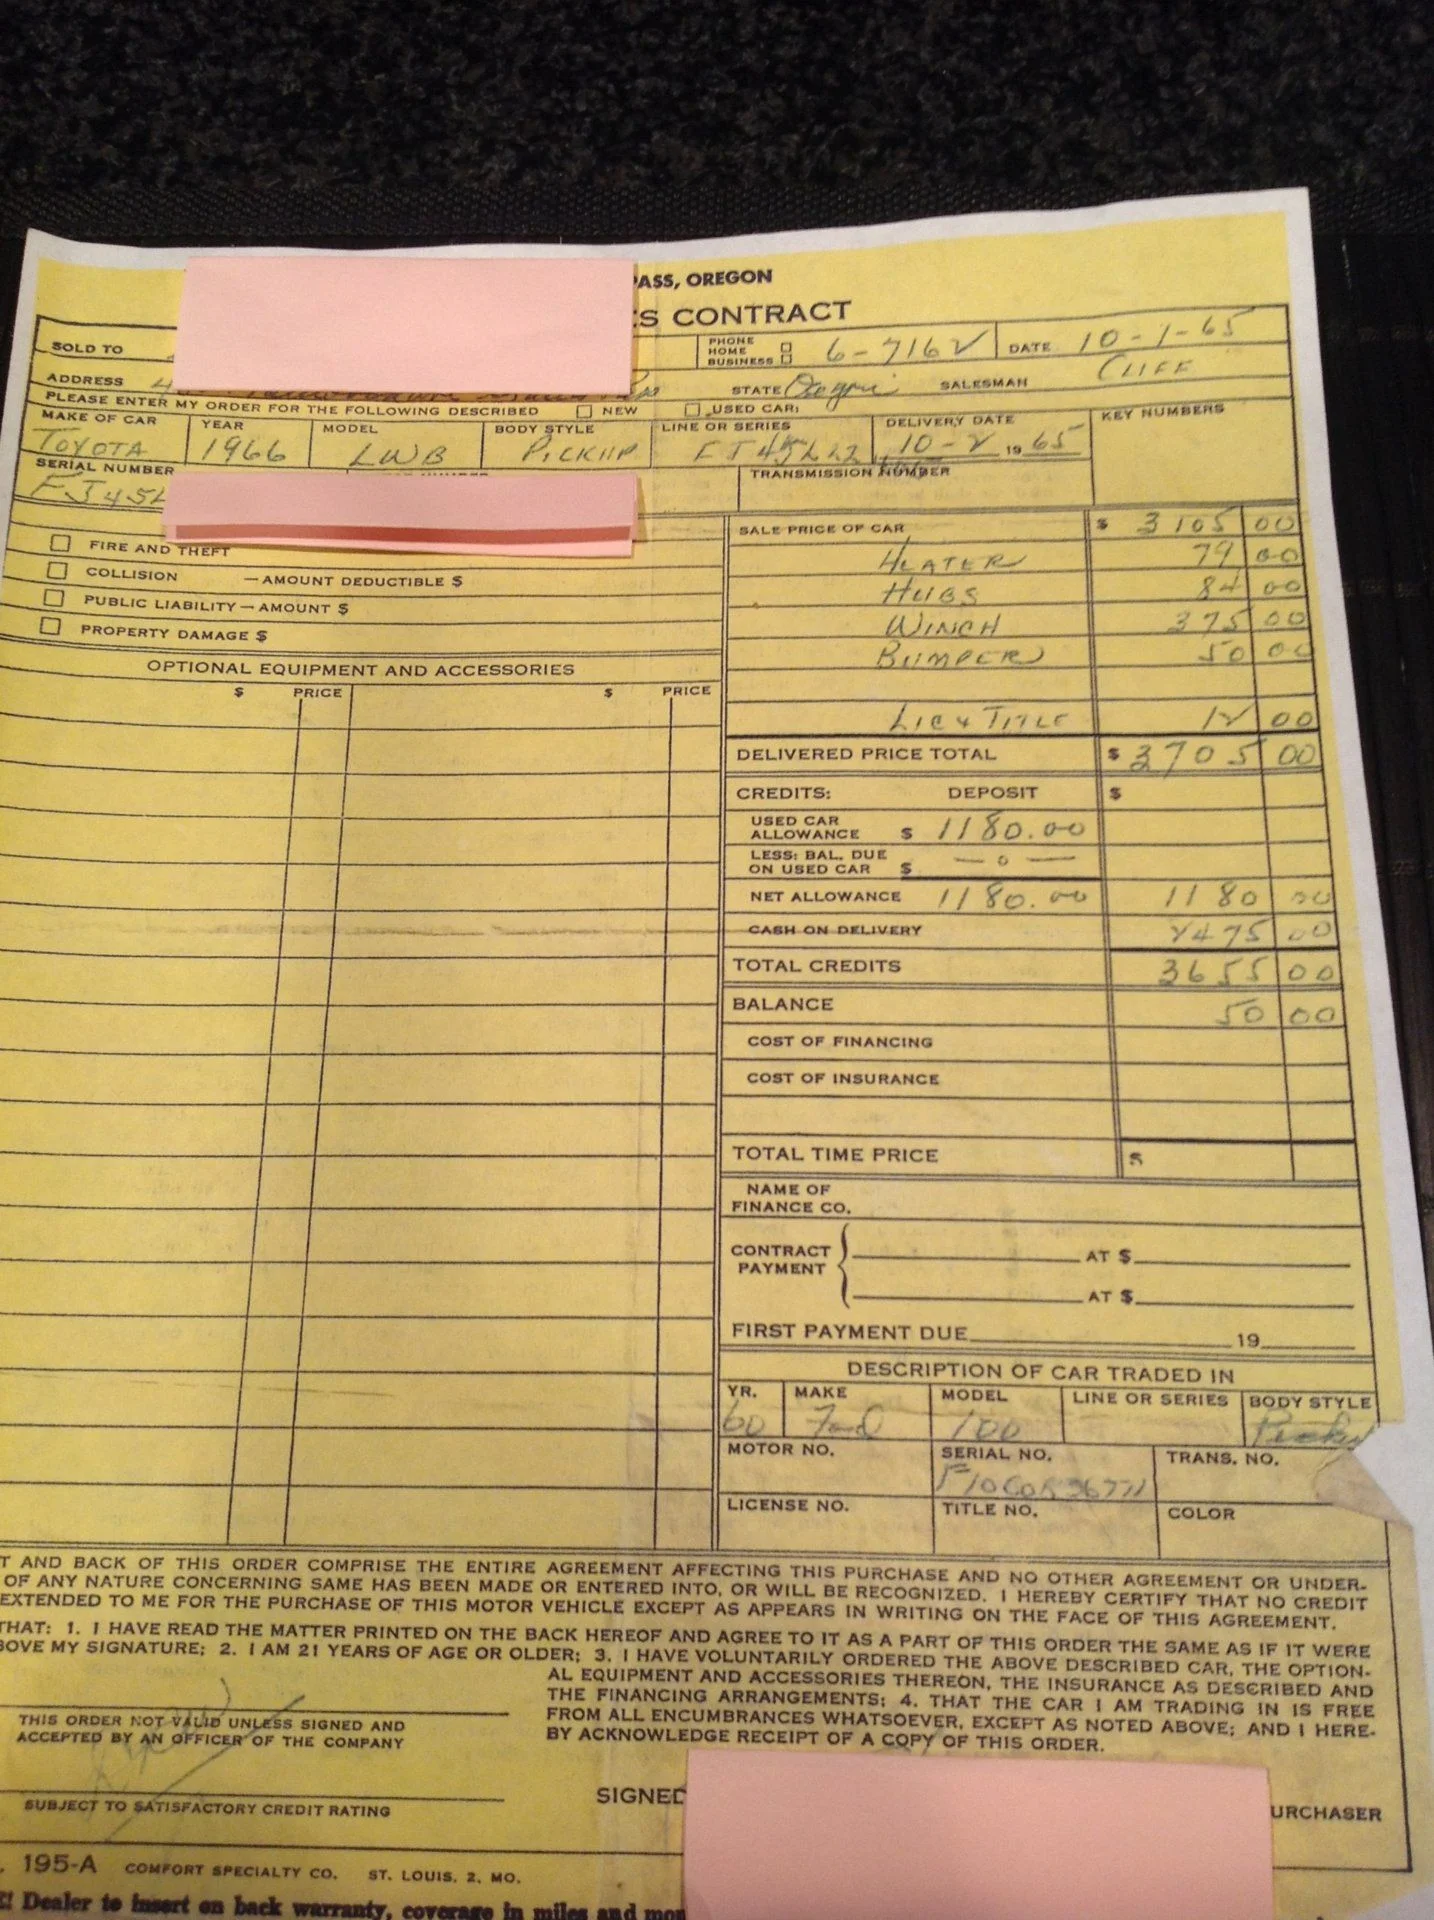 PASS, OREGON
S CONTRACT
SOLD TO PHONE HOME BUSINESS 6-7162 DATE 10-1-65
ADDRESS 4 STATE Oregon SALESMAN CLIFF
PLEASE ENTER MY ORDER FOR THE FOLLOWING DESCRIBED NEW USED CAR:
MAKE OF CAR YEAR MODEL BODY STYLE LINE OR SERIES DELIVERY DATE KEY NUMBERS
TOYOTA 1966 LWB PICKUP FJ45L 10-2 1965
SERIAL NUMBER TRANSMISSION NUMBER
FJ45L
SALE PRICE OF CAR $ 3105 00
FIRE AND THEFT HEATER 79 00
COLLISION — AMOUNT DEDUCTIBLE $ HUBS 84 00
PUBLIC LIABILITY — AMOUNT $ WINCH 375 00
PROPERTY DAMAGE $ BUMPER 50 00
OPTIONAL EQUIPMENT AND ACCESSORIES
$ PRICE $ PRICE
LIC & TITLE 12 00
DELIVERED PRICE TOTAL $ 3705 00
CREDITS: DEPOSIT $
USED CAR ALLOWANCE $ 1180.00
LESS: BAL. DUE ON USED CAR $ — 0 —
NET ALLOWANCE 1180.00 1180 00
CASH ON DELIVERY 2475 00
TOTAL CREDITS 3655 00
BALANCE 50 00
COST OF FINANCING
COST OF INSURANCE
TOTAL TIME PRICE $
NAME OF
FINANCE CO.
CONTRACT PAYMENT AT $
AT $
FIRST PAYMENT DUE 19
DESCRIPTION OF CAR TRADED IN
YR. MAKE MODEL LINE OR SERIES BODY STYLE
60 Ford 100 Pickup
MOTOR NO. SERIAL NO. TRANS. NO.
LICENSE NO. TITLE NO. COLOR
T AND BACK OF THIS ORDER COMPRISE THE ENTIRE AGREEMENT AFFECTING THIS PURCHASE AND NO OTHER AGREEMENT OR UNDER-
OF ANY NATURE CONCERNING SAME HAS BEEN MADE OR ENTERED INTO, OR WILL BE RECOGNIZED. I HEREBY CERTIFY THAT NO CREDIT
EXTENDED TO ME FOR THE PURCHASE OF THIS MOTOR VEHICLE EXCEPT AS APPEARS IN WRITING ON THE FACE OF THIS AGREEMENT.
THAT: 1. I HAVE READ THE MATTER PRINTED ON THE BACK HEREOF AND AGREE TO IT AS A PART OF THIS ORDER THE SAME AS IF IT WERE
BOVE MY SIGNATURE; 2. I AM 21 YEARS OF AGE OR OLDER; 3. I HAVE VOLUNTARILY ORDERED THE ABOVE DESCRIBED CAR, THE OPTION-
AL EQUIPMENT AND ACCESSORIES THEREON, THE INSURANCE AS DESCRIBED AND
THE FINANCING ARRANGEMENTS; 4. THAT THE CAR I AM TRADING IN IS FREE
FROM ALL ENCUMBRANCES WHATSOEVER, EXCEPT AS NOTED ABOVE; AND I HERE-
BY ACKNOWLEDGE RECEIPT OF A COPY OF THIS ORDER.
THIS ORDER NOT VALID UNLESS SIGNED AND
ACCEPTED BY AN OFFICER OF THE COMPANY
SIGNED URCHASER
SUBJECT TO SATISFACTORY CREDIT RATING
. 195-A COMFORT SPECIALTY CO. ST. LOUIS, 2, MO.
E! Dealer to insert on back warranty, coverage in miles and mon